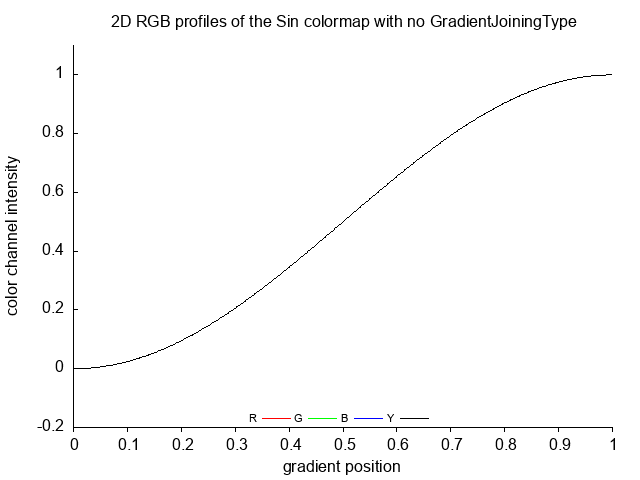 2D RGB profiles of the Sin colormap with no GradientJoiningType
color channel intensity
1
0.8
0.6
0.4
0.2
0
-0.2
R G B Y
0 0.1 0.2 0.3 0.4 0.5 0.6 0.7 0.8 0.9 1
gradient position